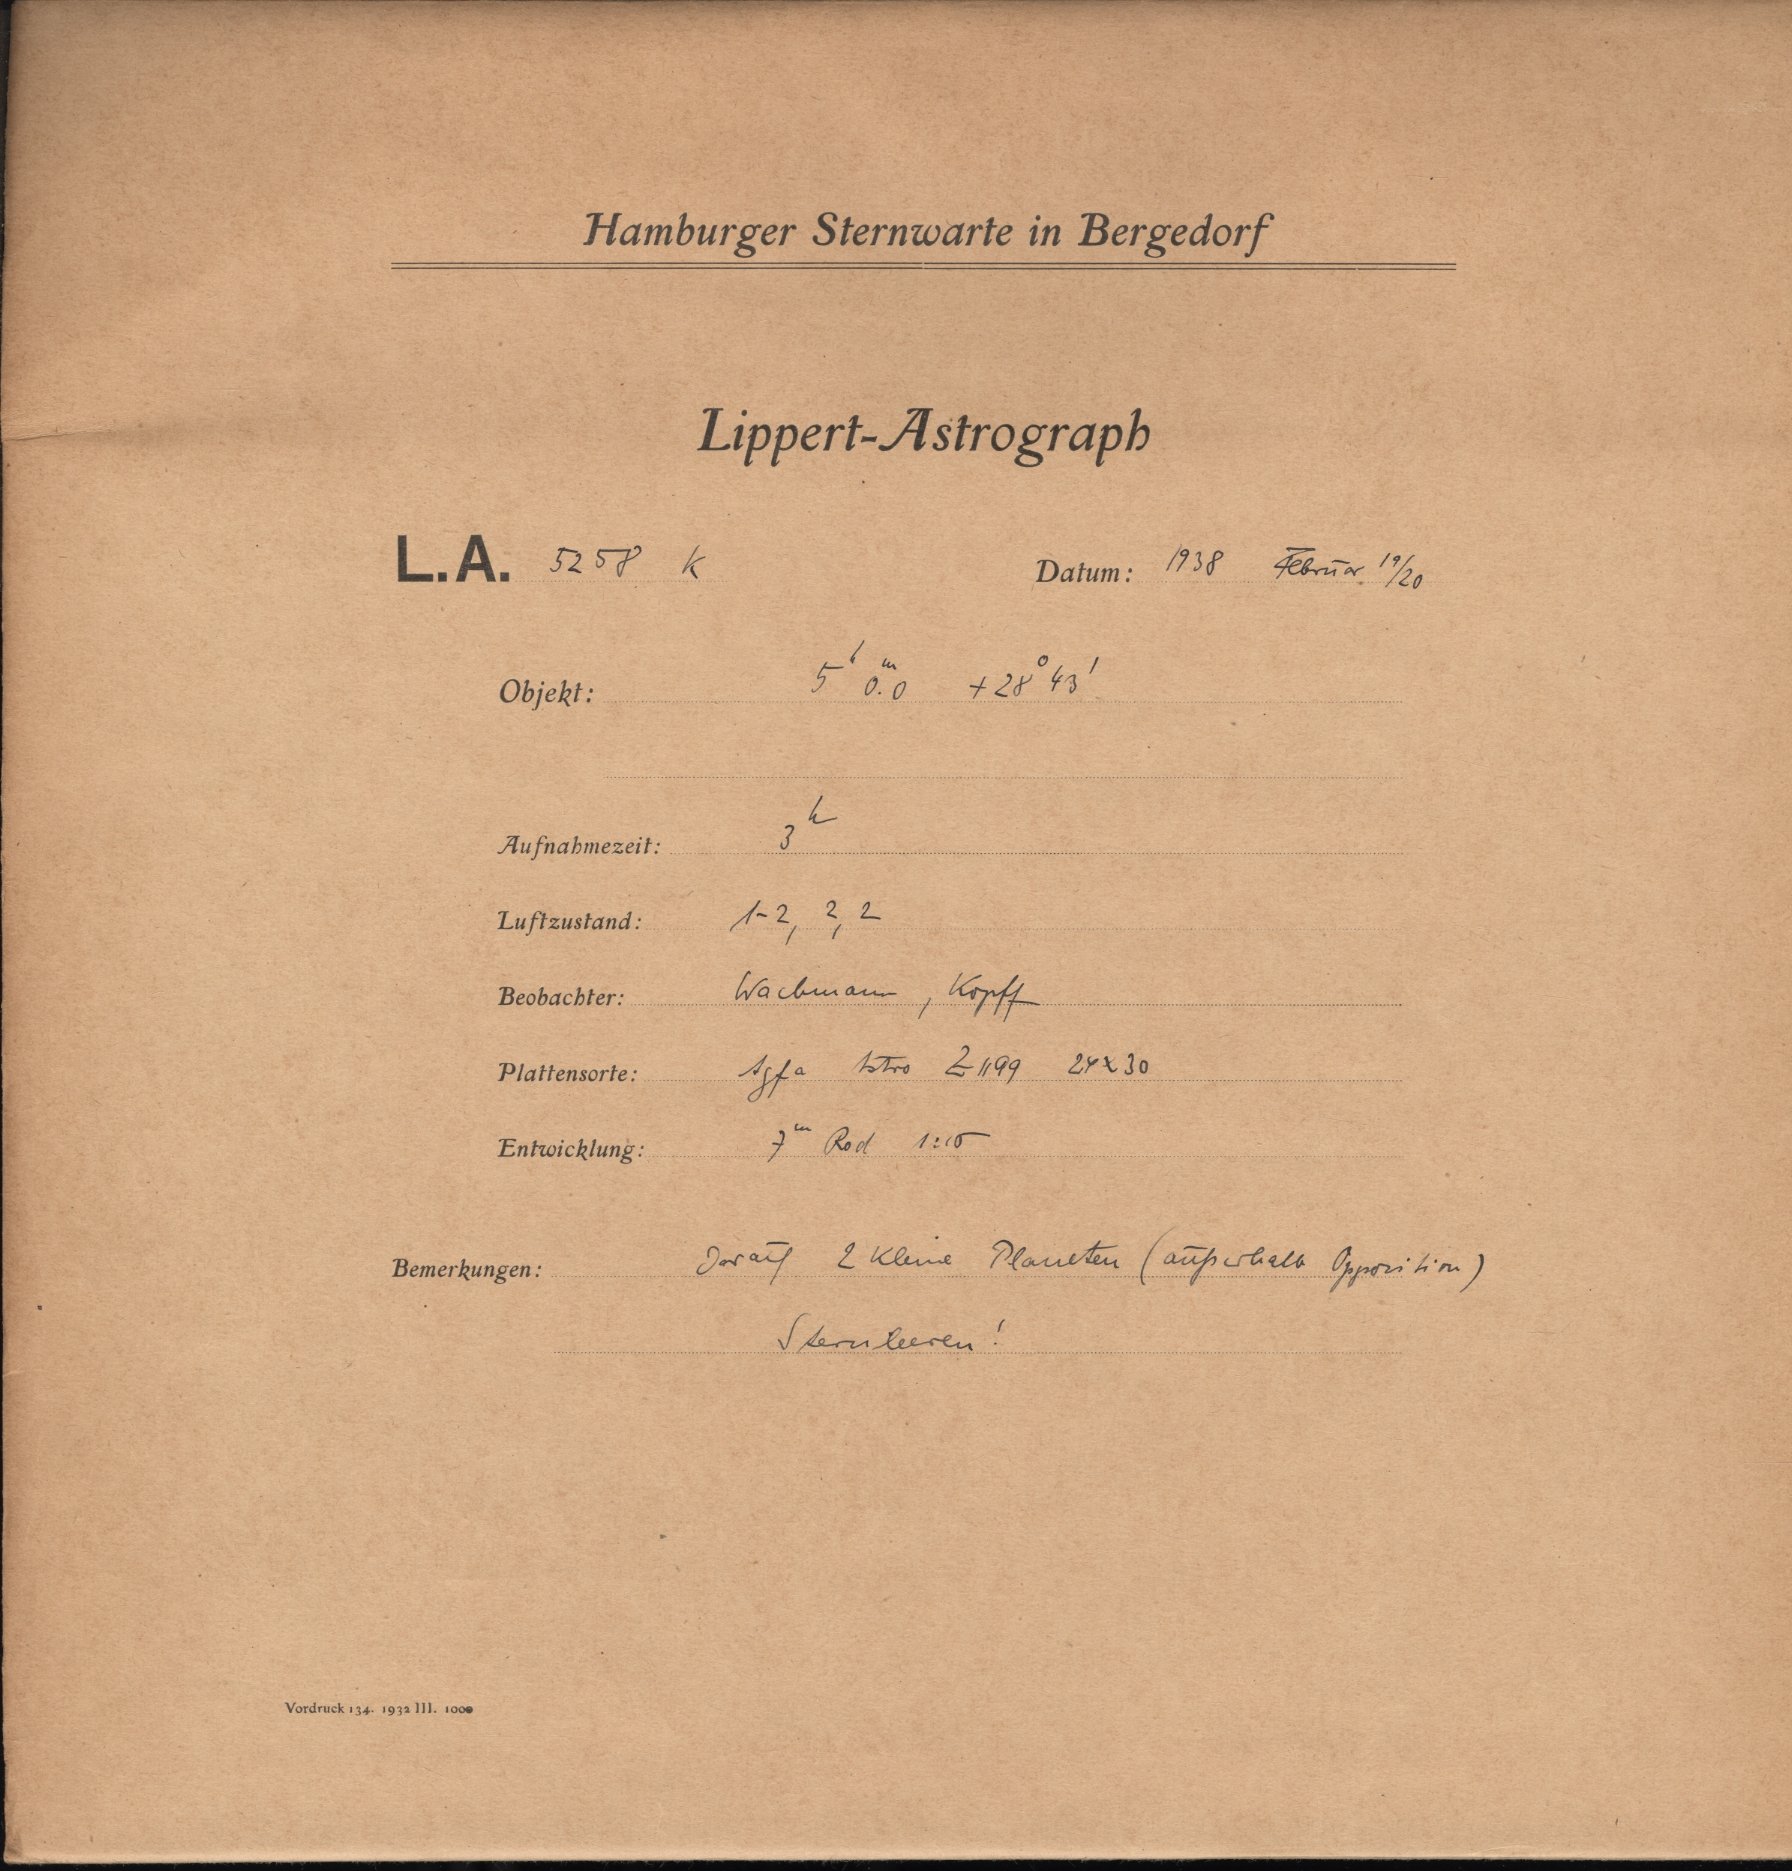 Hamburger Sternwarte in Bergedorf
Lippert-Astrograph
L.A. 5258 K Datum: 1938 Februar 19/20
Objekt: 5h 0m.0 +28° 43'
Aufnahmezeit: 3h
Luftzustand: 1-2, 2, 2
Beobachter: Wachmann, Kopff
Plattensorte: Agfa Astro Z 1199 24x30
Entwicklung: 7m Rod 1:15
Bemerkungen: Darauf 2 kleine Planeten (außerhalb Opposition)
Sternleeren!
Vordruck 134. 1932 III. 1000